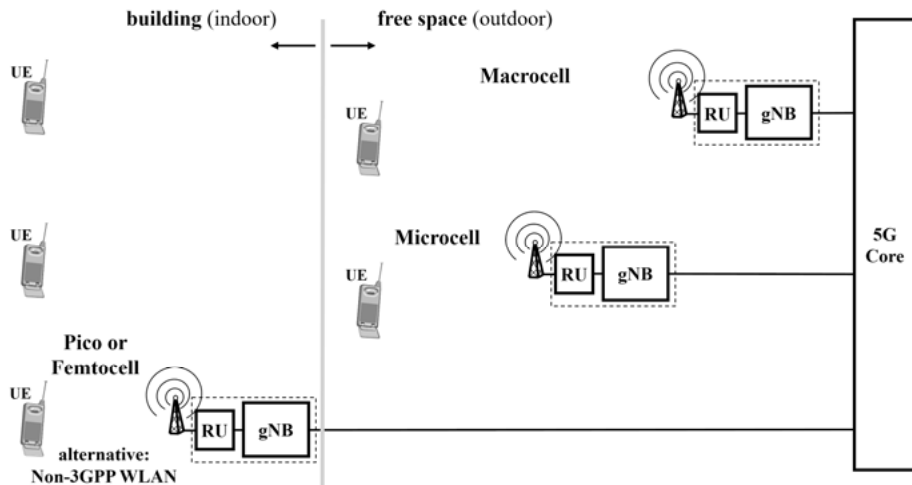 building (indoor)
free space (outdoor)
UE
Macrocell
RU
gNB
UE
UE
Microcell
RU
gNB
5G
Core
UE
Pico or
Femtocell
UE
RU
gNB
alternative:
Non-3GPP WLAN